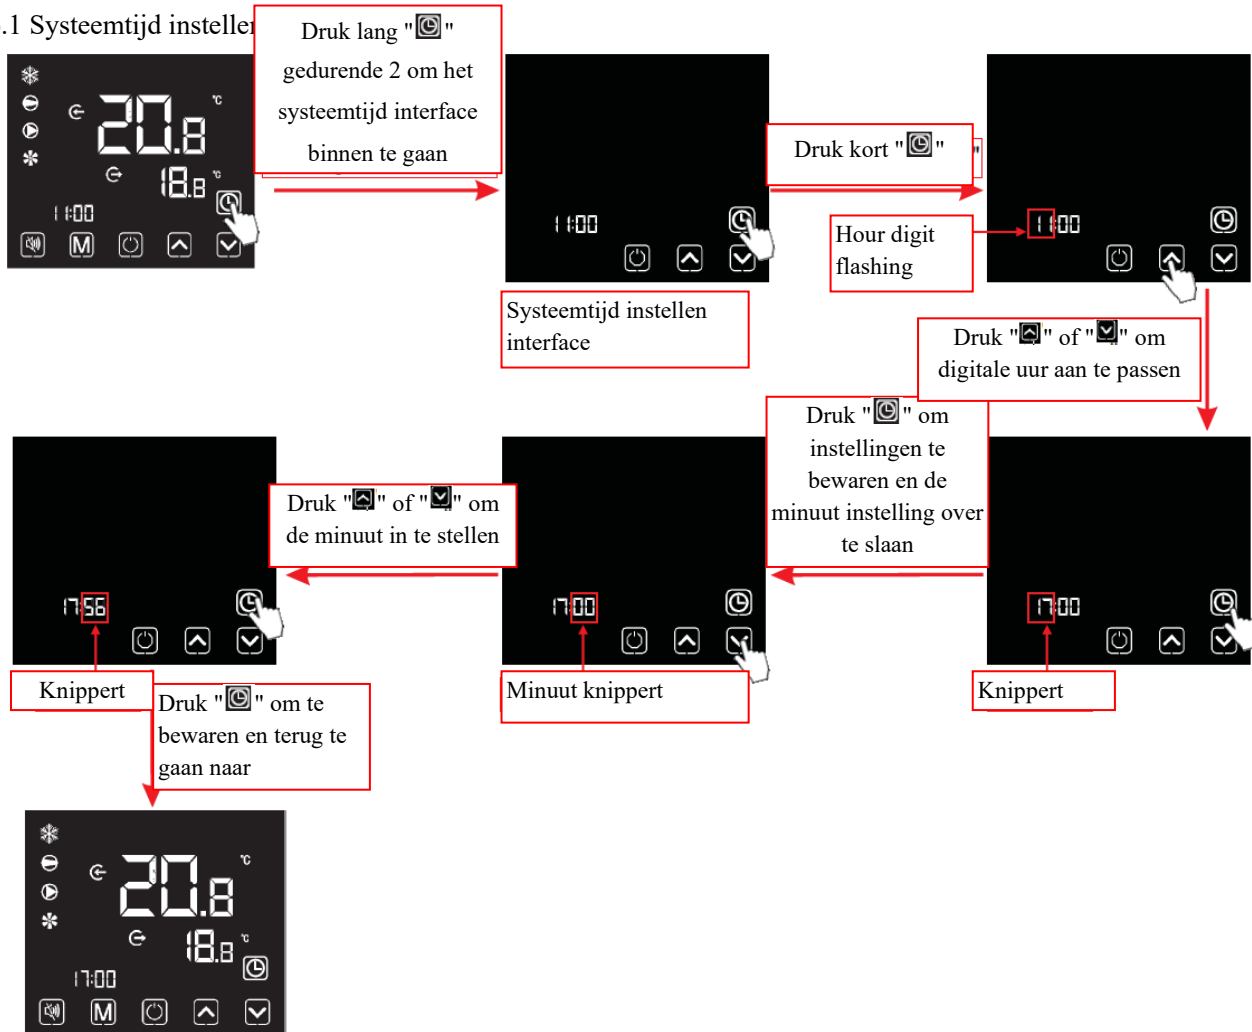 .1 Systeemtijd instellen
Druk lang " "
gedurende 2 om het
systeemtijd interface
binnen te gaan
20.8 °C
18.8 °C
11:00
M
11:00
Systeemtijd instellen
interface
Druk kort " "
"
11:00
Hour digit
flashing
Druk " " of " " om
digitale uur aan te passen
17:00
Knippert
Druk " " om
instellingen te
bewaren en de
minuut instelling over
te slaan
17:00
Minuut knippert
Druk " " of " " om
de minuut in te stellen
17:56
Knippert
Druk " " om te
bewaren en terug te
gaan naar
20.8 °C
18.8 °C
17:00
M